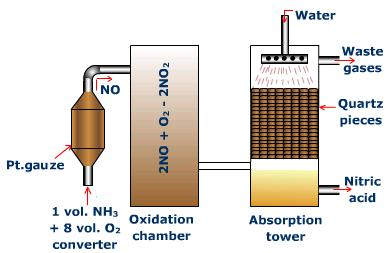 Water
Waste
gases
NO
2NO + O₂ - 2NO₂
Quartz
pieces
Pt.gauze
Nitric
acid
1 vol. NH₃
+ 8 vol. O₂
converter
Oxidation
chamber
Absorption
tower